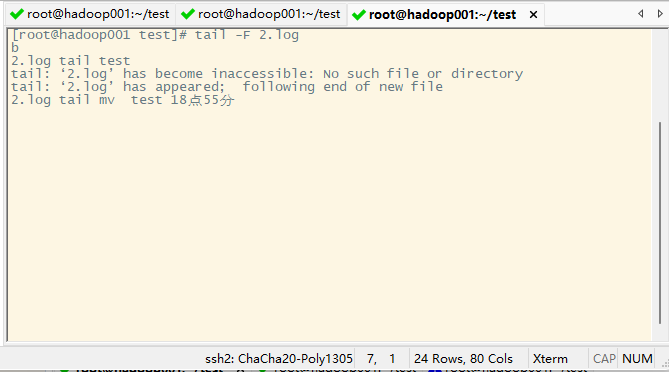 root@hadoop001:~/test root@hadoop001:~/test root@hadoop001:~/test
[root@hadoop001 test]# tail -F 2.log
b
2.log tail test
tail: ‘2.log’ has become inaccessible: No such file or directory
tail: ‘2.log’ has appeared;  following end of new file
2.log tail mv  test 18点55分
ssh2: ChaCha20-Poly1305 7, 1 24 Rows, 80 Cols Xterm CAP NUM